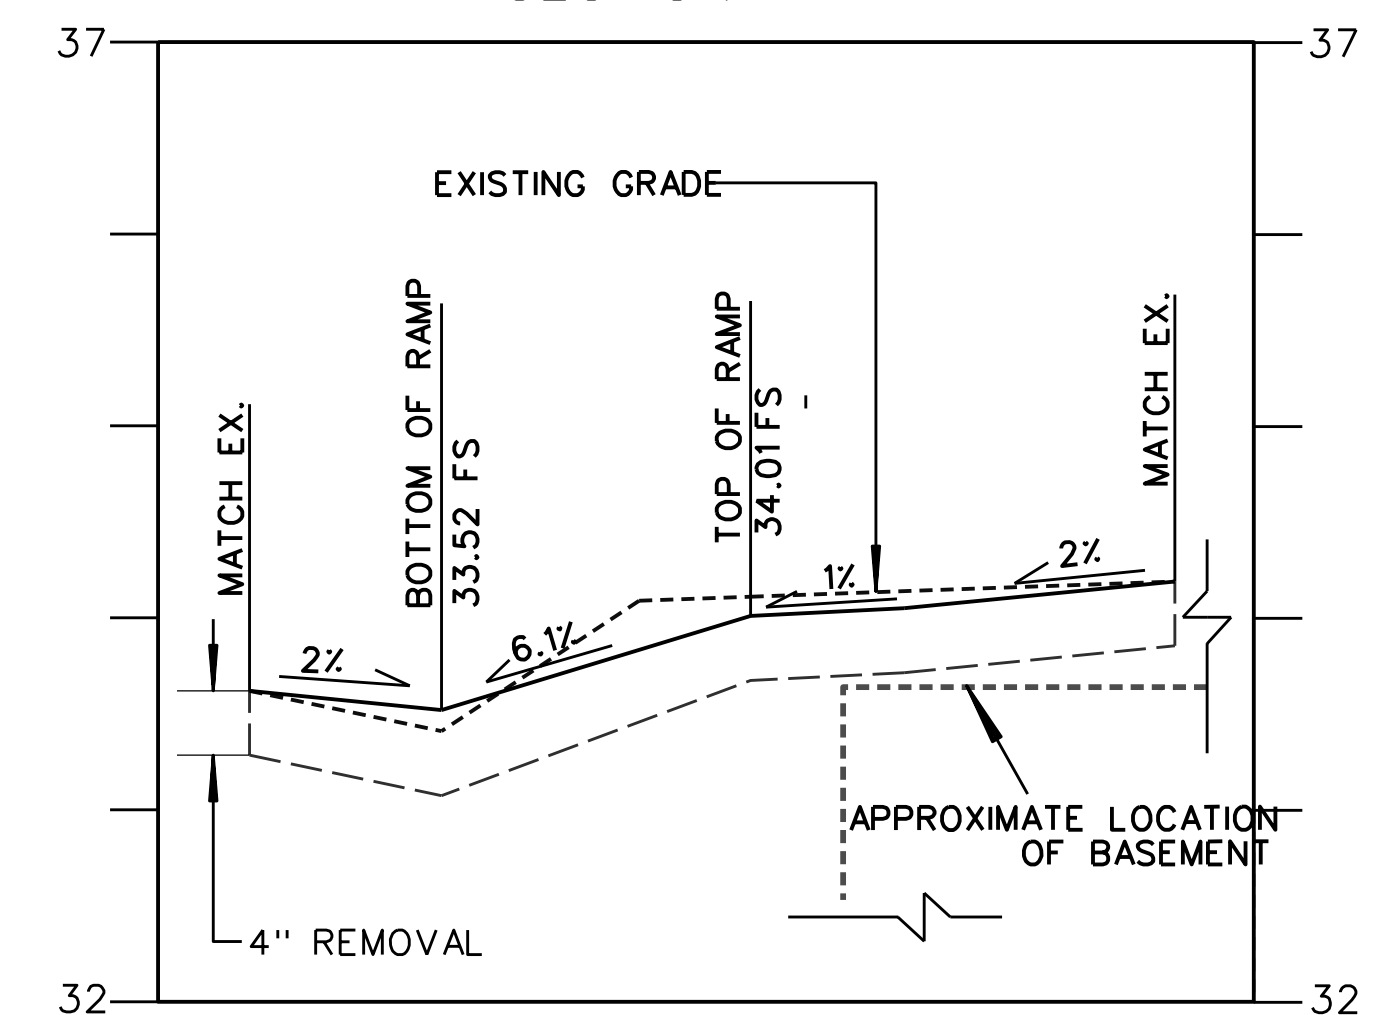 37
37
EXISTING GRADE
MATCH EX.
BOTTOM OF RAMP
33.52 FS
TOP OF RAMP
34.01 FS
MATCH EX.
2%
6.1%
1%
2%
APPROXIMATE LOCATION
OF BASEMENT
4" REMOVAL
32
32